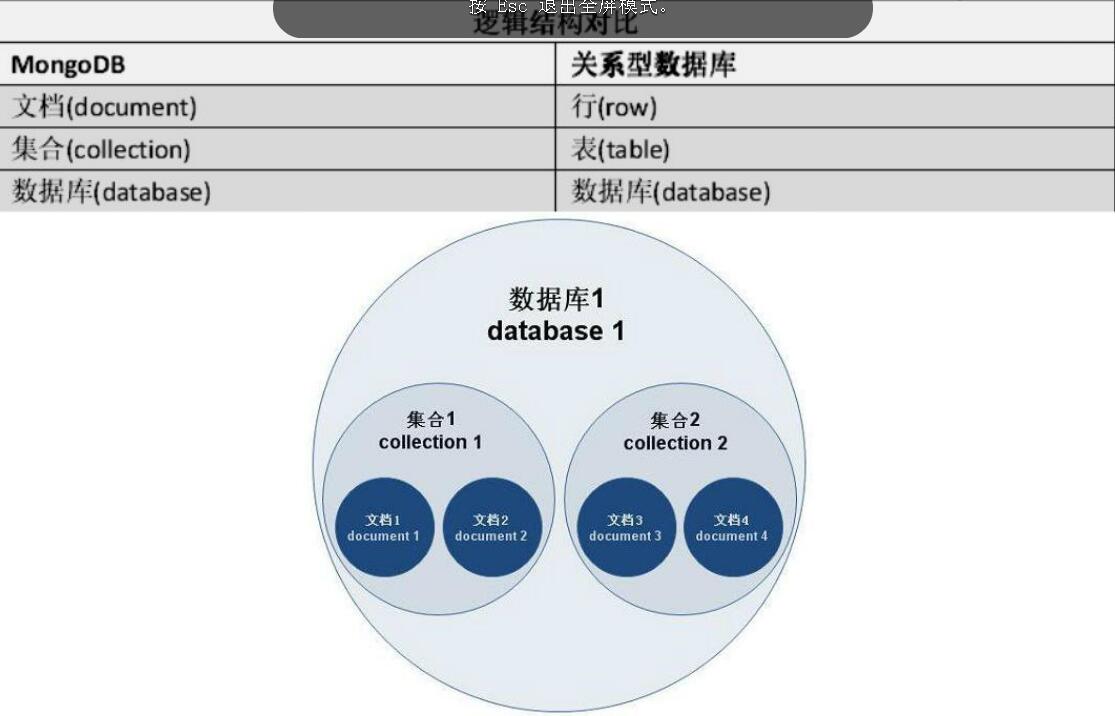 按 Esc 退出全屏模式。
逻辑结构对比
MongoDB
关系型数据库
文档(document)
行(row)
集合(collection)
表(table)
数据库(database)
数据库(database)
数据库1
database 1
集合1
collection 1
集合2
collection 2
文档1
document 1
文档2
document 2
文档3
document 3
文档4
document 4